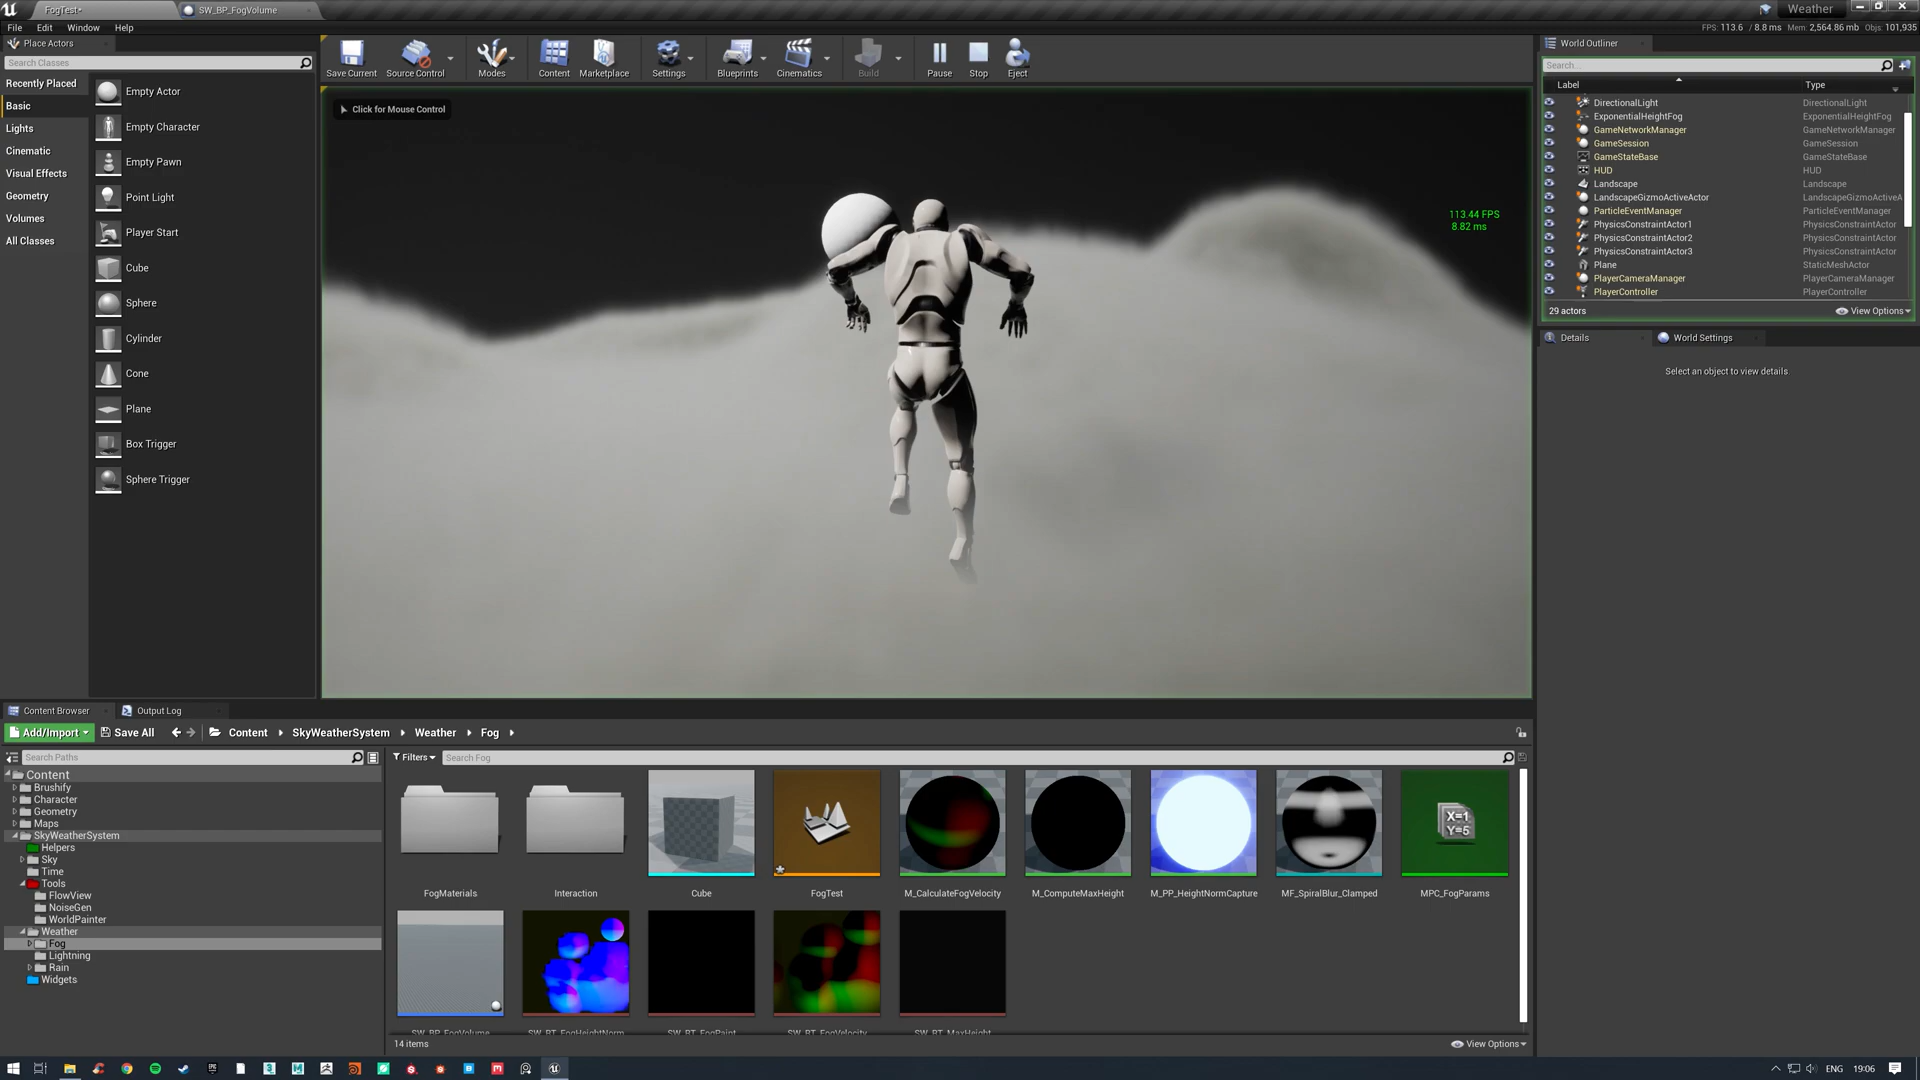 FogTest*
SW_BP_FogVolume
Weather
File
Edit
Window
Help
FPS: 113.6 / 8.8 ms
Mem: 2,564.86 mb
Objs: 101,935
Place Actors
Search Classes
Recently Placed
Basic
Lights
Cinematic
Visual Effects
Geometry
Volumes
All Classes
Empty Actor
Empty Character
Empty Pawn
Point Light
Player Start
Cube
Sphere
Cylinder
Cone
Plane
Box Trigger
Sphere Trigger
Save Current
Source Control
Modes
Content
Marketplace
Settings
Blueprints
Cinematics
Build
Pause
Stop
Eject
Click for Mouse Control
113.44 FPS
8.82 ms
World Outliner
Search...
Label
Type
DirectionalLight DirectionalLight
ExponentialHeightFog ExponentialHeightFog
GameNetworkManager GameNetworkManager
GameSession GameSession
GameStateBase GameStateBase
HUD HUD
Landscape Landscape
LandscapeGizmoActiveActor LandscapeGizmoActiveA
ParticleEventManager ParticleEventManager
PhysicsConstraintActor1 PhysicsConstraintActor
PhysicsConstraintActor2 PhysicsConstraintActor
PhysicsConstraintActor3 PhysicsConstraintActor
Plane StaticMeshActor
PlayerCameraManager PlayerCameraManager
PlayerController PlayerController
29 actors
View Options
Details
World Settings
Select an object to view details
Content Browser
Output Log
Add/Import
Save All
Content
SkyWeatherSystem
Weather
Fog
Search Paths
Filters
Search Fog
Content
Brushify
Character
Geometry
Maps
SkyWeatherSystem
Helpers
Sky
Time
Tools
FlowView
NoiseGen
WorldPainter
Weather
Fog
Lightning
Rain
Widgets
X=1
Y=5
FogMaterials
Interaction
Cube
FogTest
M_CalculateFogVelocity
M_ComputeMaxHeight
M_PP_HeightNormCapture
MF_SpiralBlur_Clamped
MPC_FogParams
SW_BP_FogVolume
SW_BT_FogHeightNorm
SW_BT_FogPaint
SW_BT_FogVelocity
SW_BT_MaxHeight
14 items
View Options
ENG
19:06